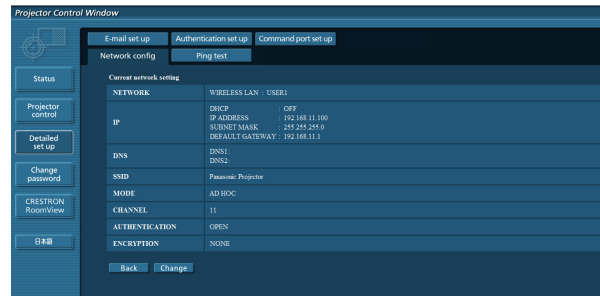 Projector Control Window
E-mail set up
Authentication set up
Command port set up
Network config
Ping test
Status
Projector
control
Detailed
set up
Change
password
CRESTRON
RoomView
日本語
Current network setting
NETWORK WIRELESS LAN : USER1
IP
DHCP : OFF
IP ADDRESS : 192.168.11.100
SUBNET MASK : 255.255.255.0
DEFAULT GATEWAY : 192.168.11.1
DNS
DNS1:
DNS2:
SSID Panasonic Projector
MODE AD HOC
CHANNEL 11
AUTHENTICATION OPEN
ENCRYPTION NONE
Back Change